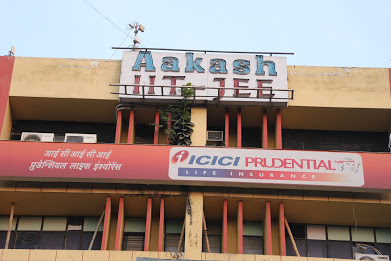 Aakash
IIT-JEE
आई सी आई सी आई
प्रूडेन्शियल लाइफ इंश्योरेंस
ICICI PRUDENTIAL
LIFE INSURANCE